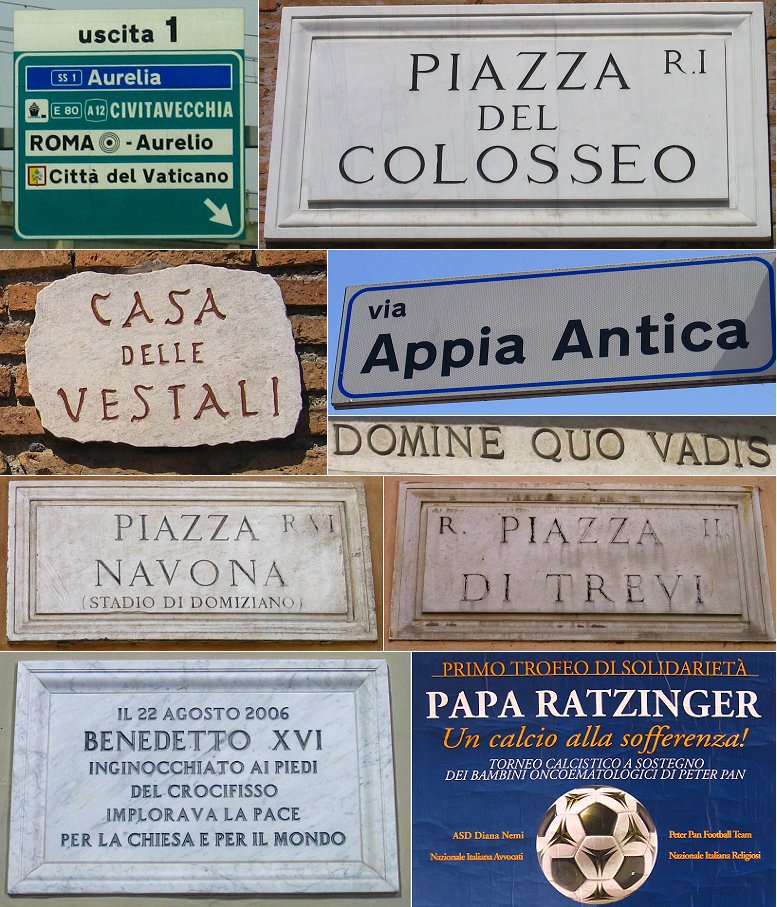 uscita 1
SS 1 Aurelia
E 80 A12 CIVITAVECCHIA
ROMA - Aurelio
Città del Vaticano
PIAZZA R.I
DEL
COLOSSEO
CASA
DELLE
VESTALI
via
Appia Antica
DOMINE QUO VADIS
PIAZZA R.VI
NAVONA
(STADIO DI DOMIZIANO)
R. PIAZZA II.
DI TREVI
IL 22 AGOSTO 2006
BENEDETTO XVI
INGINOCCHIATO AI PIEDI
DEL CROCIFISSO
IMPLORAVA LA PACE
PER LA CHIESA E PER IL MONDO
PRIMO TROFEO DI SOLIDARIETÀ
PAPA RATZINGER
Un calcio alla sofferenza!
TORNEO CALCISTICO A SOSTEGNO
DEI BAMBINI ONCOEMATOLOGICI DI PETER PAN
ASD Diana Nemi
Peter Pan Football Team
Nazionale Italiana Avvocati
Nazionale Italiana Religiosi